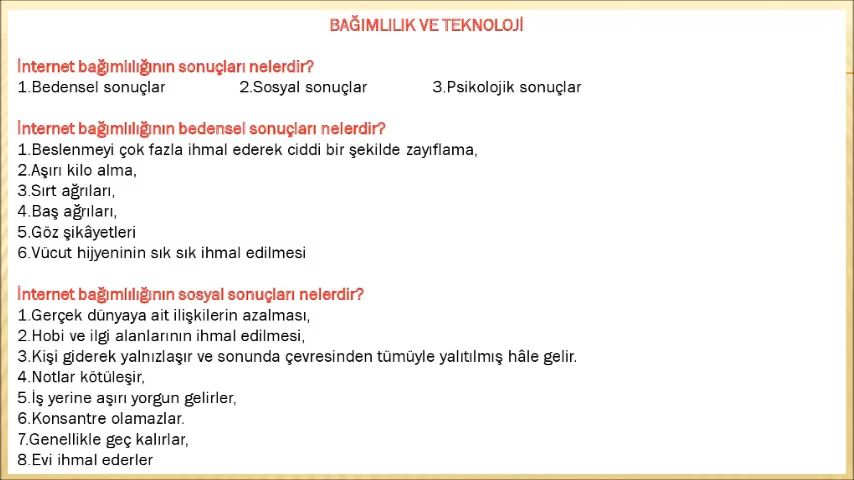 BAĞIMLILIK VE TEKNOLOJİ
İnternet bağımlılığının sonuçları nelerdir?
1.Bedensel sonuçlar 2.Sosyal sonuçlar 3.Psikolojik sonuçlar
İnternet bağımlılığının bedensel sonuçları nelerdir?
1.Beslenmeyi çok fazla ihmal ederek ciddi bir şekilde zayıflama,
2.Aşırı kilo alma,
3.Sırt ağrıları,
4.Baş ağrıları,
5.Göz şikâyetleri
6.Vücut hijyeninin sık sık ihmal edilmesi
İnternet bağımlılığının sosyal sonuçları nelerdir?
1.Gerçek dünyaya ait ilişkilerin azalması,
2.Hobi ve ilgi alanlarının ihmal edilmesi,
3.Kişi giderek yalnızlaşır ve sonunda çevresinden tümüyle yalıtılmış hâle gelir.
4.Notlar kötüleşir,
5.İş yerine aşırı yorgun gelirler,
6.Konsantre olamazlar.
7.Genellikle geç kalırlar,
8.Evi ihmal ederler